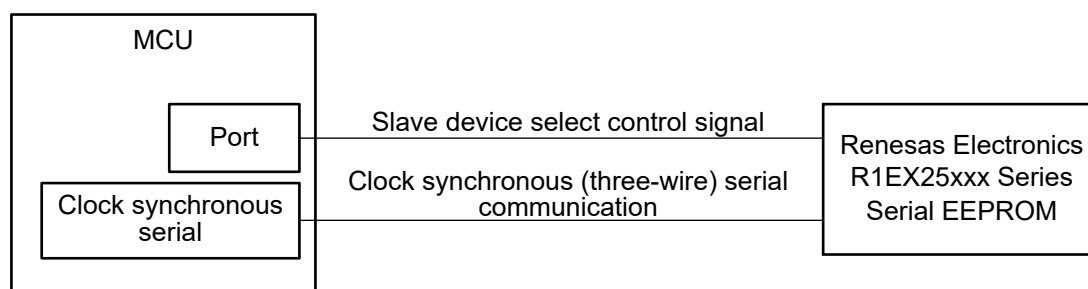 MCU
Port
Slave device select control signal
Renesas Electronics
R1EX25xxx Series
Serial EEPROM
Clock synchronous (three-wire) serial
communication
Clock synchronous
serial